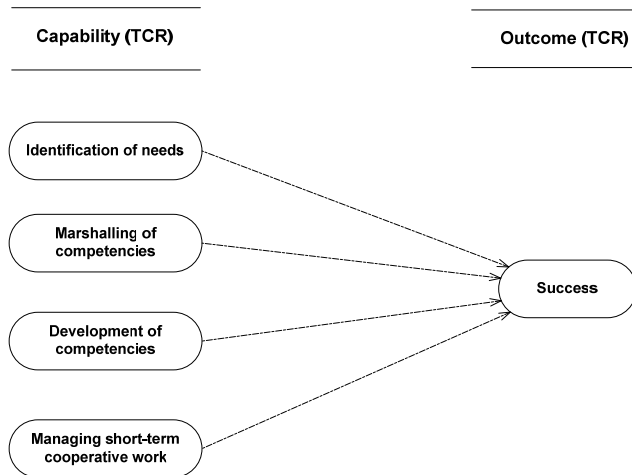 Capability (TCR)
Outcome (TCR)
Identification of needs
Marshalling of
competencies
Development of
competencies
Managing short-term
cooperative work
Success